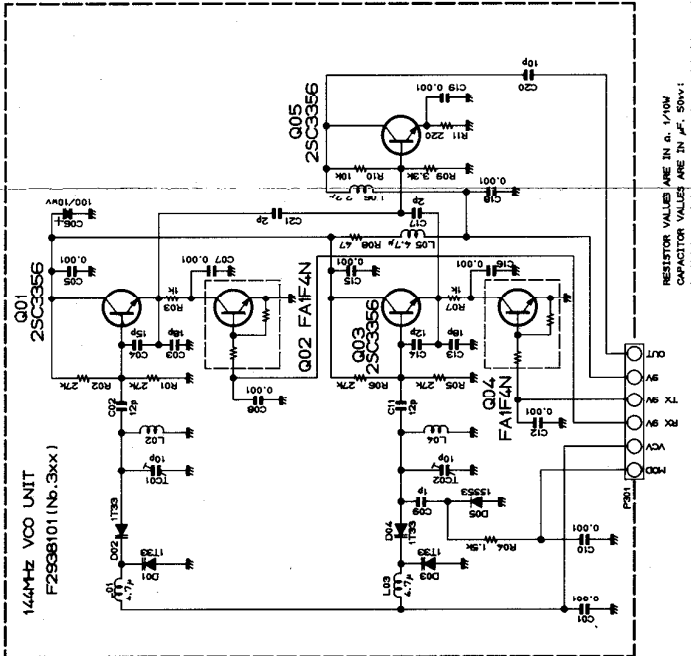 144MHz VCO UNIT
F2938101 (No.3xx)
Q01
2SC3356
C05
0.001
C06
100/10wv
R02
27k
R01
27k
C04
15p
C03
18p
R03
1k
C07
0.001
Q02 FA1F4N
C08
0.001
C02
12p
L02
TC01
10p
D02
1T33
D01
1T33
4.7μ
C21
2p
Q05
2SC3356
C19 0.001
R11
220
R10
10k
R09 3.3k
C20
10p
C18
0.001
C17
2p
R08
47
L05 4.7μ
C15
0.001
Q03
2SC3356
R06
27k
R05
27k
C14
12p
C13
18p
R07
1k
C16
0.001
Q04
FA1F4N
C12
0.001
C11
12p
L04
TC02
10p
C09
1p
D05
1S553
D04
1T33
D03
1T33
L03
4.7μ
R04
1.5k
C10
0.001
C01
0.001
P301
OUT
9V
TX 9V
RX 9V
VCV
MOD
RESISTOR VALUES ARE IN Ω, 1/10W
CAPACITOR VALUES ARE IN μF, 50wv;